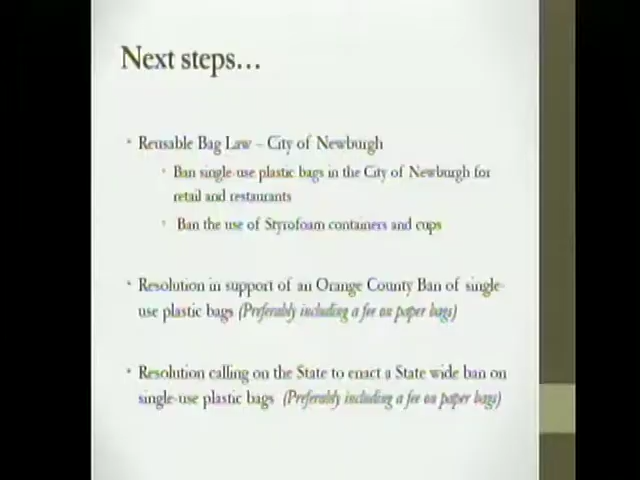 Next steps...
Reusable Bag Law – City of Newburgh
Ban single-use plastic bags in the City of Newburgh for
retail and restaurants
Ban the use of Styrofoam containers and cups
Resolution in support of an Orange County Ban of single-
use plastic bags (Preferably including a fee on paper bags)
Resolution calling on the State to enact a State wide ban on
single-use plastic bags (Preferably including a fee on paper bags)